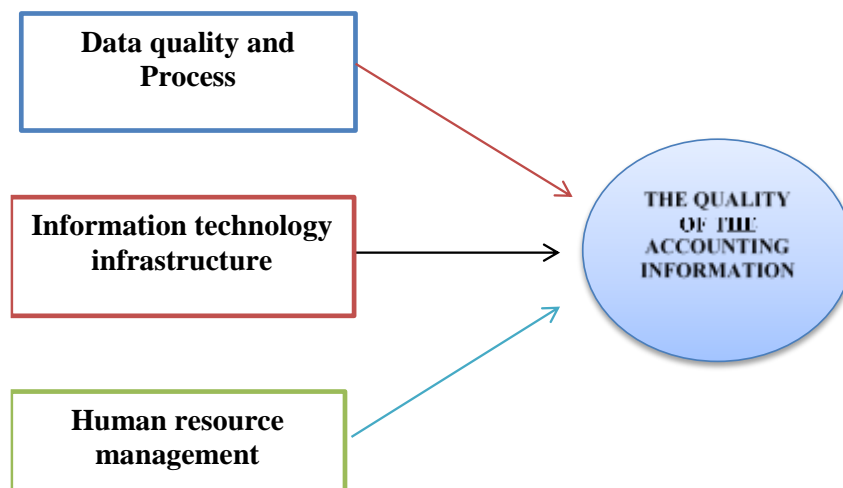 Data quality and
Process
Information technology
infrastructure
Human resource
management
THE QUALITY
OF THE
ACCOUNTING
INFORMATION